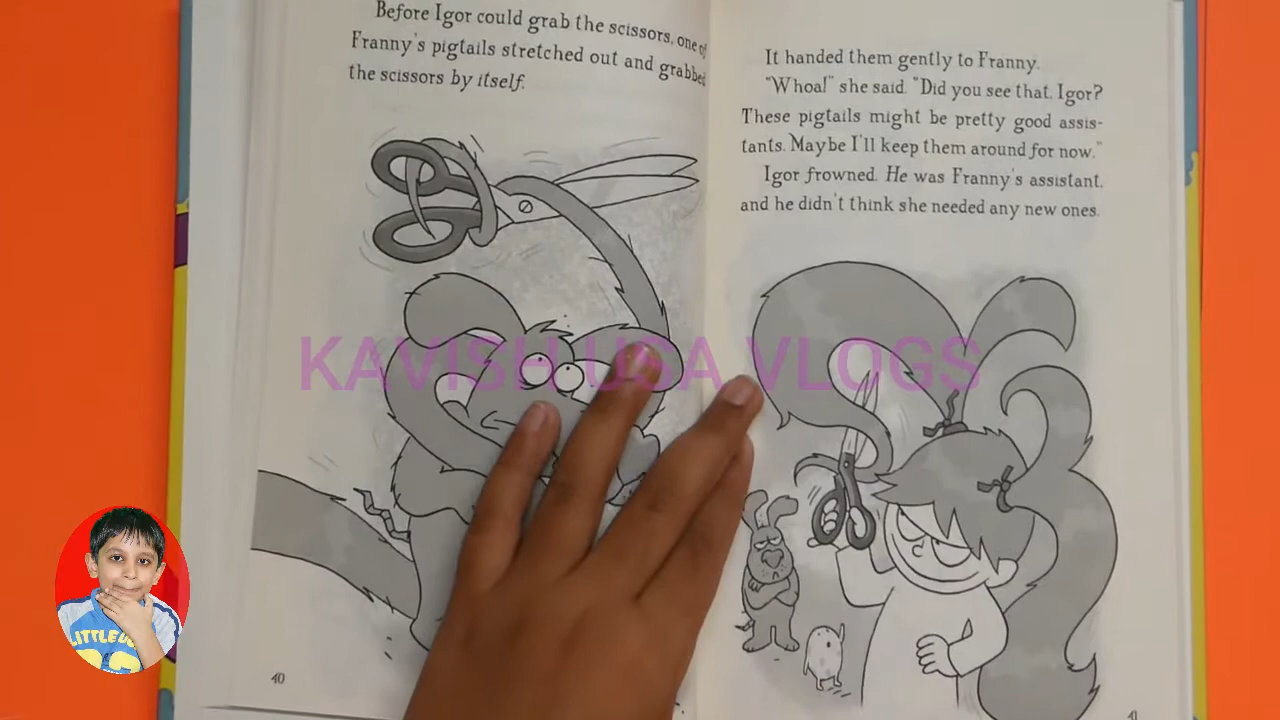 Before Igor could grab the scissors, one of
Franny's pigtails stretched out and grabbed
the scissors by itself.
It handed them gently to Franny.
"Whoa!" she said. "Did you see that, Igor?
These pigtails might be pretty good assis-
tants. Maybe I'll keep them around for now."
Igor frowned. He was Franny's assistant,
and he didn't think she needed any new ones.
KAVISH USA VLOGS
LITTLE
40
41